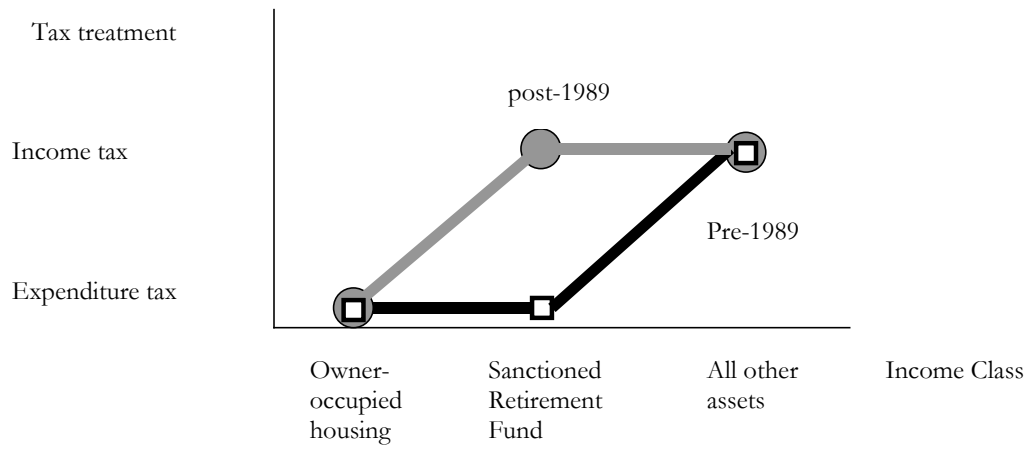 Tax treatment
post-1989
Income tax
Pre-1989
Expenditure tax
Owner-
occupied
housing
Sanctioned
Retirement
Fund
All other
assets
Income Class